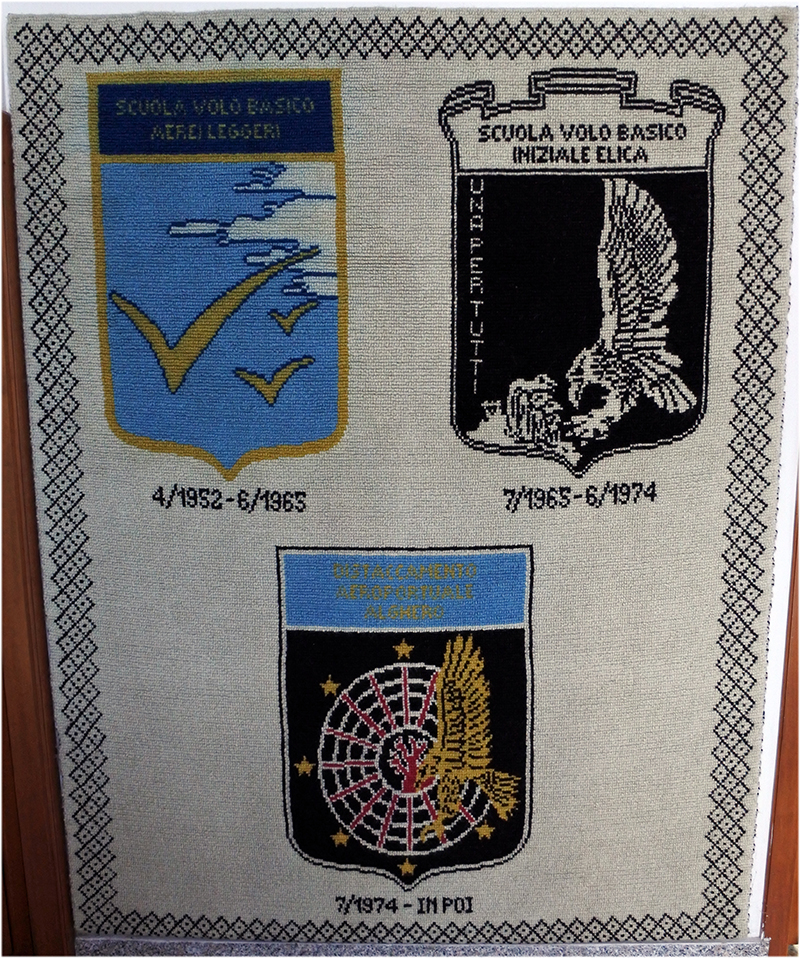 SCUOLA VOLO BASICO
AEREI LEGGERI
4/1952-6/1965
SCUOLA VOLO BASICO
INIZIALE ELICA
UNA PER TUTTI
7/1965-6/1974
DISTACCAMENTO
AEROPORTUALI
ALGHERO
7/1974 - IN POI